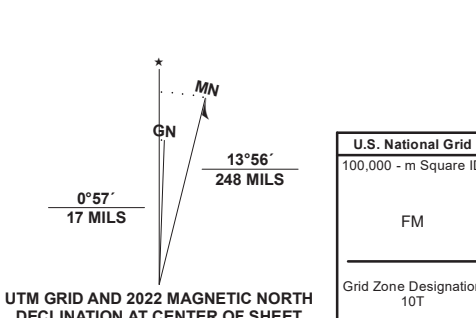 ★
MN
GN
13°56´
248 MILS
0°57´
17 MILS
UTM GRID AND 2022 MAGNETIC NORTH
DECLINATION AT CENTER OF SHEET
U.S. National Grid
100,000 - m Square ID
FM
Grid Zone Designation
10T